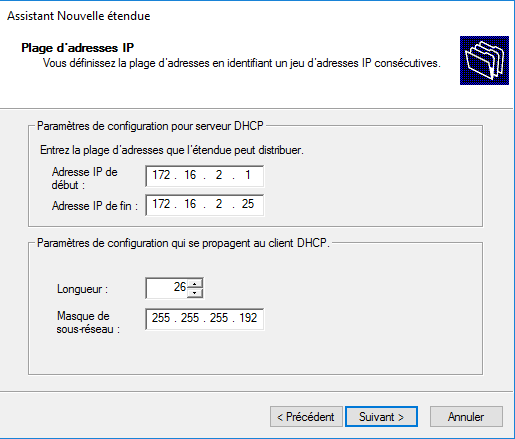 Assistant Nouvelle étendue
Plage d'adresses IP
Vous définissez la plage d'adresses en identifiant un jeu d'adresses IP consécutives.
Paramètres de configuration pour serveur DHCP
Entrez la plage d'adresses que l'étendue peut distribuer.
Adresse IP de
début :
172 . 16 . 2 . 1
Adresse IP de fin :
172 . 16 . 2 . 25
Paramètres de configuration qui se propagent au client DHCP.
Longueur :
26
Masque de
sous-réseau :
255 . 255 . 255 . 192
< Précédent
Suivant >
Annuler